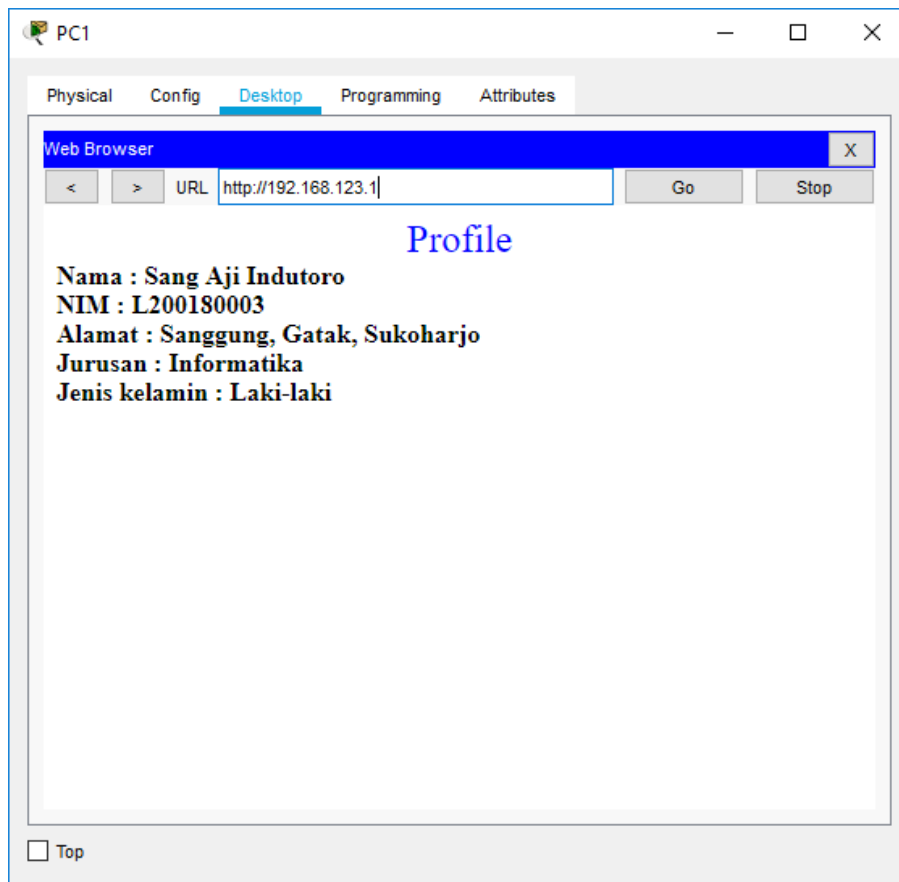 PC1
Physical Config Desktop Programming Attributes
Web Browser X
< > URL http://192.168.123.1 Go Stop
Profile
Nama : Sang Aji Indutoro
NIM : L200180003
Alamat : Sanggung, Gatak, Sukoharjo
Jurusan : Informatika
Jenis kelamin : Laki-laki
Top